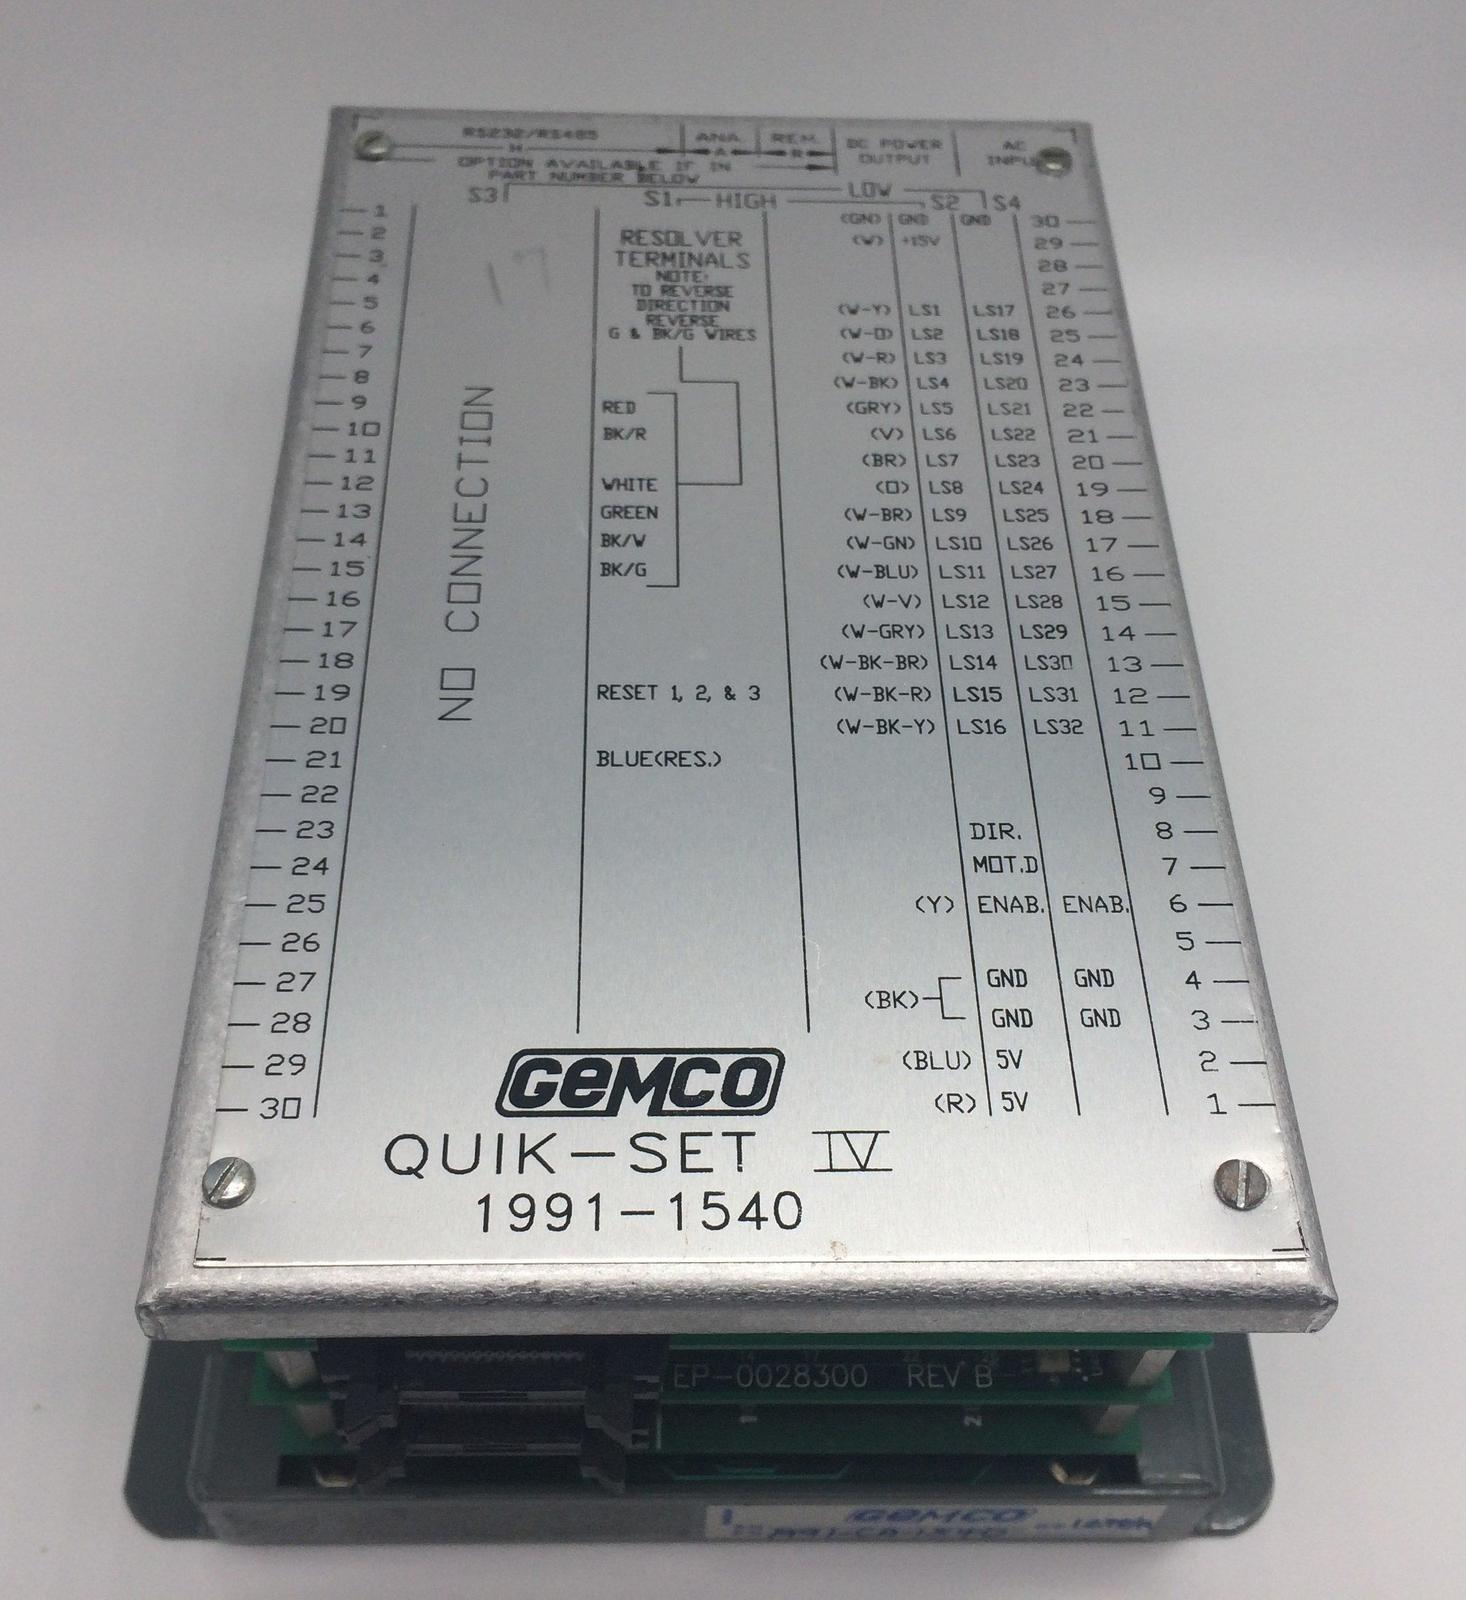 RS232/RS485 ANA. REM. DC POWER AC
H A R OUTPUT
OPTION AVAILABLE IF IN
PART NUMBER BELOW
S3 S1 HIGH LOW S2 S4
1 (GND) GND GND 30
2 RESOLVER (W) +15V 29
3 TERMINALS 28
4 NOTE: 27
TO REVERSE
5 DIRECTION (W-Y) LS1 LS17 26
REVERSE
6 G & BK/G WIRES (W-O) LS2 LS18 25
7 (W-R) LS3 LS19 24
8 (W-BK) LS4 LS20 23
9 RED (GRY) LS5 LS21 22
10 BK/R (V) LS6 LS22 21
11 (BR) LS7 LS23 20
12 WHITE (O) LS8 LS24 19
13 GREEN (W-BR) LS9 LS25 18
14 BK/W (W-GN) LS10 LS26 17
15 BK/G (W-BLU) LS11 LS27 16
16 (W-V) LS12 LS28 15
17 (W-GRY) LS13 LS29 14
18 (W-BK-BR) LS14 LS30 13
19 RESET 1, 2, & 3 (W-BK-R) LS15 LS31 12
20 (W-BK-Y) LS16 LS32 11
21 BLUE(RES.) 10
22 9
23 DIR. 8
24 MOT.D 7
25 (Y) ENAB. ENAB. 6
26 5
27 GND GND 4
(BK)
28 GND GND 3
29 (BLU) 5V 2
30 (R) 5V 1
NO CONNECTION
GEMCO
QUIK-SET IV
1991-1540
EP-0028300 REV B
1 2
GEMCO